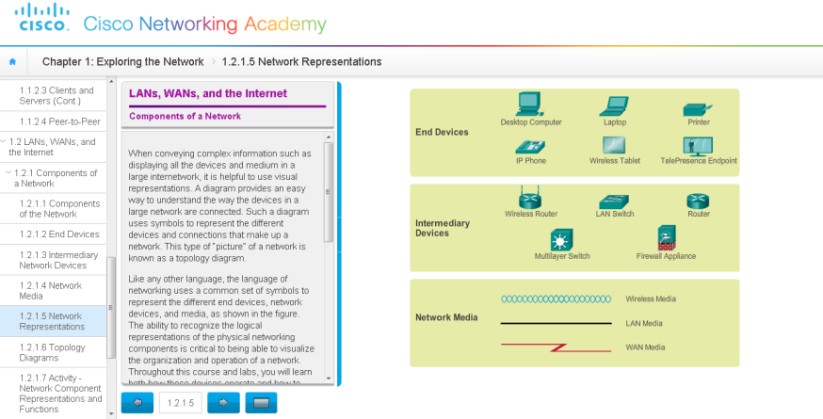 CISCO. Cisco Networking Academy
Chapter 1: Exploring the Network 1.2.1.5 Network Representations
1.1.2.3 Clients and
Servers (Cont.)
1.1.2.4 Peer-to-Peer
1.2 LANs, WANs, and
the Internet
1.2.1 Components of
a Network
1.2.1.1 Components
of the Network
1.2.1.2 End Devices
1.2.1.3 Intermediary
Network Devices
1.2.1.4 Network
Media
1.2.1.5 Network
Representations
1.2.1.6 Topology
Diagrams
1.2.1.7 Activity -
Network Component
Representations and
Functions
LANs, WANs, and the Internet
Components of a Network
When conveying complex information such as
displaying all the devices and medium in a
large internetwork, it is helpful to use visual
representations. A diagram provides an easy
way to understand the way the devices in a
large network are connected. Such a diagram
uses symbols to represent the different
devices and connections that make up a
network. This type of "picture" of a network is
known as a topology diagram.
Like any other language, the language of
networking uses a common set of symbols to
represent the different end devices, network
devices, and media, as shown in the figure.
The ability to recognize the logical
representations of the physical networking
components is critical to being able to visualize
the organization and operation of a network.
Throughout this course and labs, you will learn
both how these devices operate and how to
1.2.1.5
End Devices
Desktop Computer
Laptop
Printer
IP Phone
Wireless Tablet
TelePresence Endpoint
Intermediary
Devices
Wireless Router
LAN Switch
Router
Multilayer Switch
Firewall Appliance
Network Media
Wireless Media
LAN Media
WAN Media